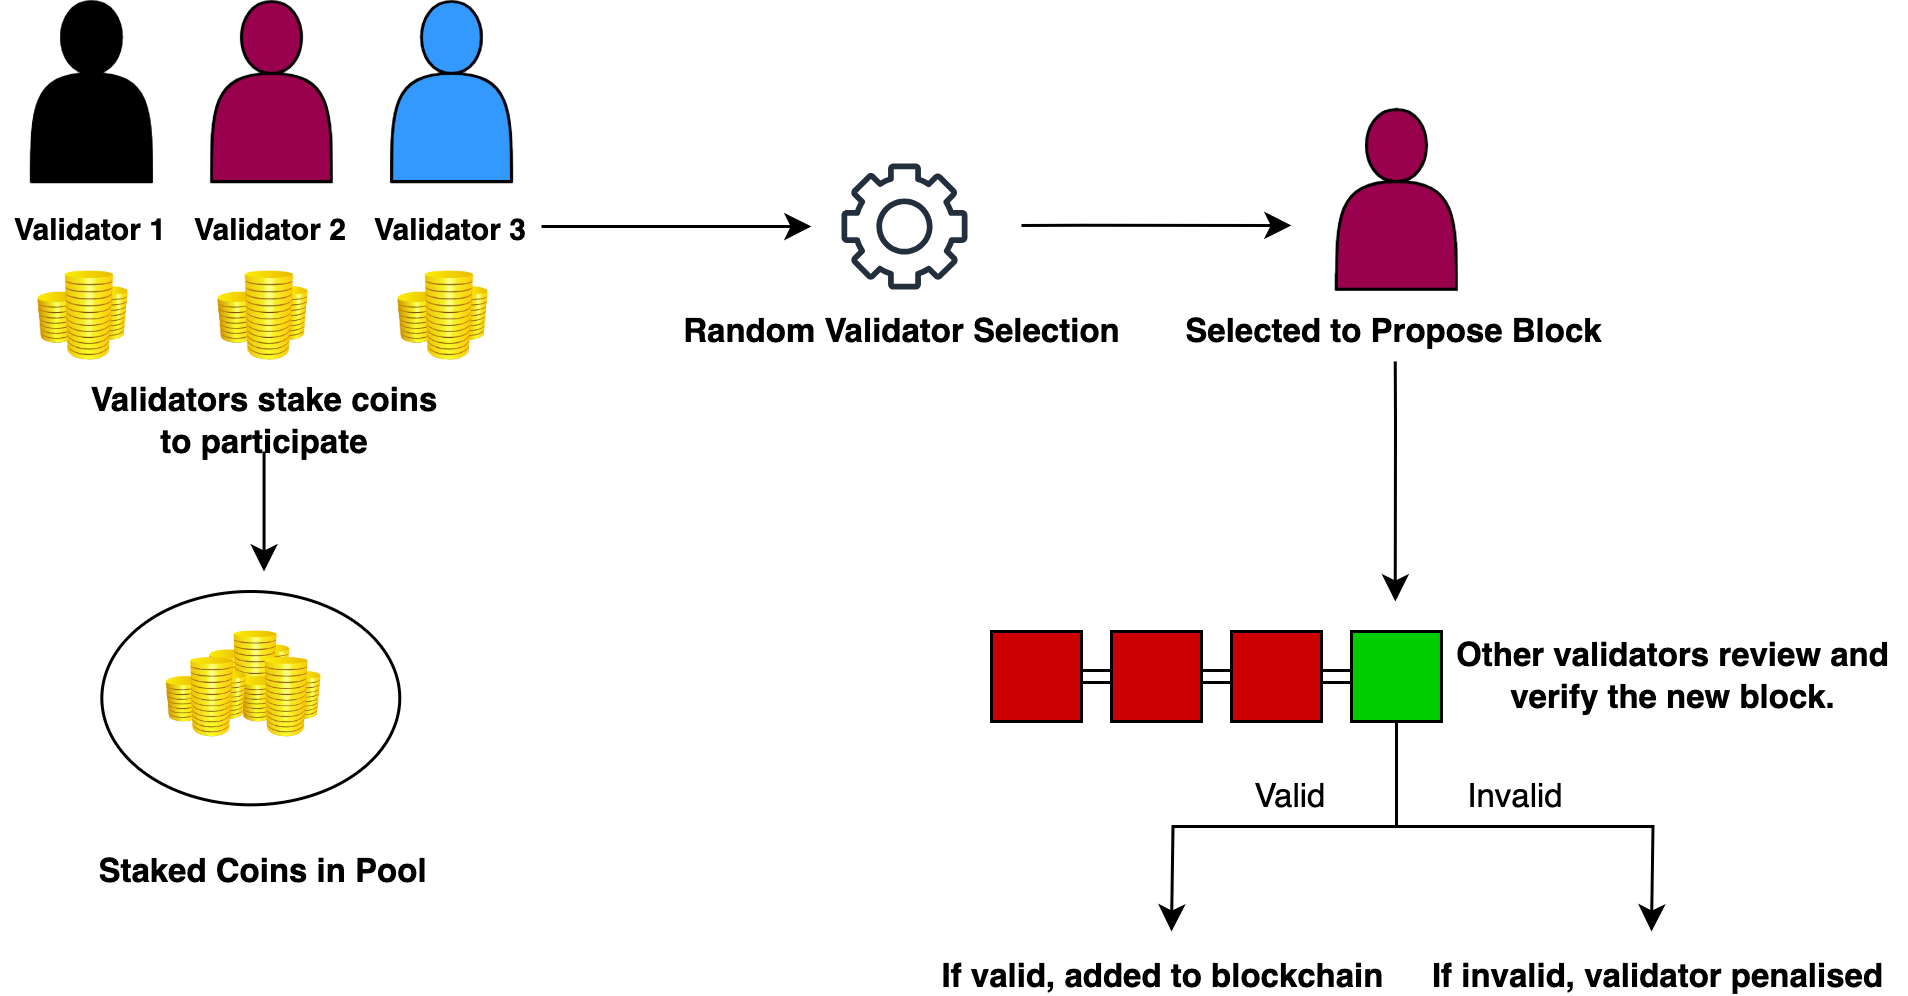 Validator 1
Validator 2
Validator 3
Validators stake coins
to participate
Staked Coins in Pool
Random Validator Selection
Selected to Propose Block
Other validators review and
verify the new block.
Valid
Invalid
If valid, added to blockchain
If invalid, validator penalised